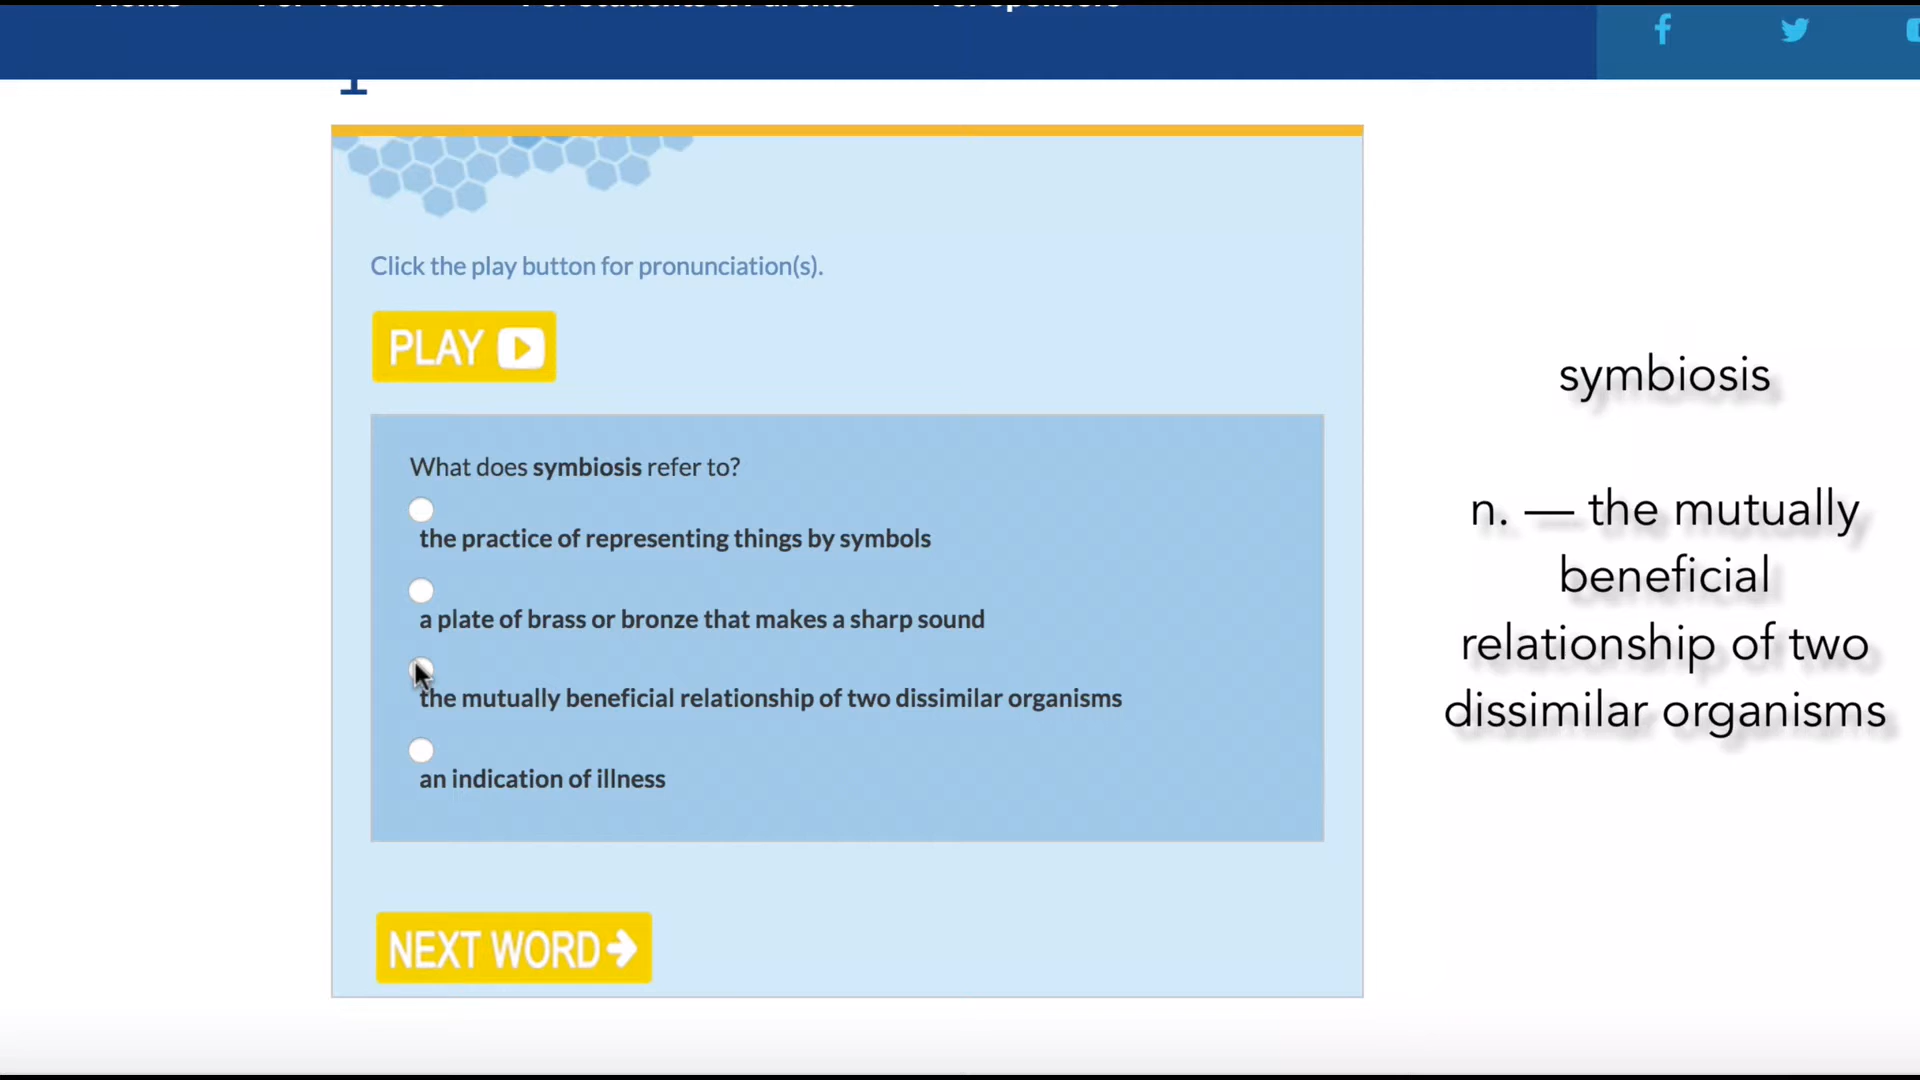 Click the play button for pronunciation(s).
PLAY
What does symbiosis refer to?
the practice of representing things by symbols
a plate of brass or bronze that makes a sharp sound
the mutually beneficial relationship of two dissimilar organisms
an indication of illness
NEXT WORD
symbiosis
n. — the mutually
beneficial
relationship of two
dissimilar organisms